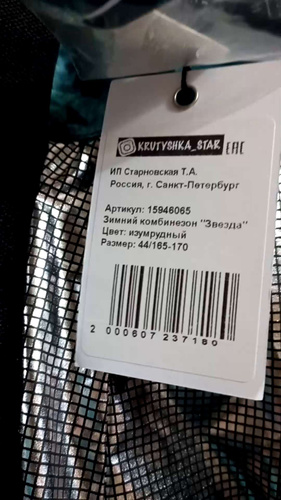 KRUTYSHKA_STAR EAC
ИП Старновская Т.А.
Россия, г. Санкт-Петербург
Артикул: 15946065
Зимний комбинезон "Звезда"
Цвет: изумрудный
Размер: 44/165-170
2 000607 237180